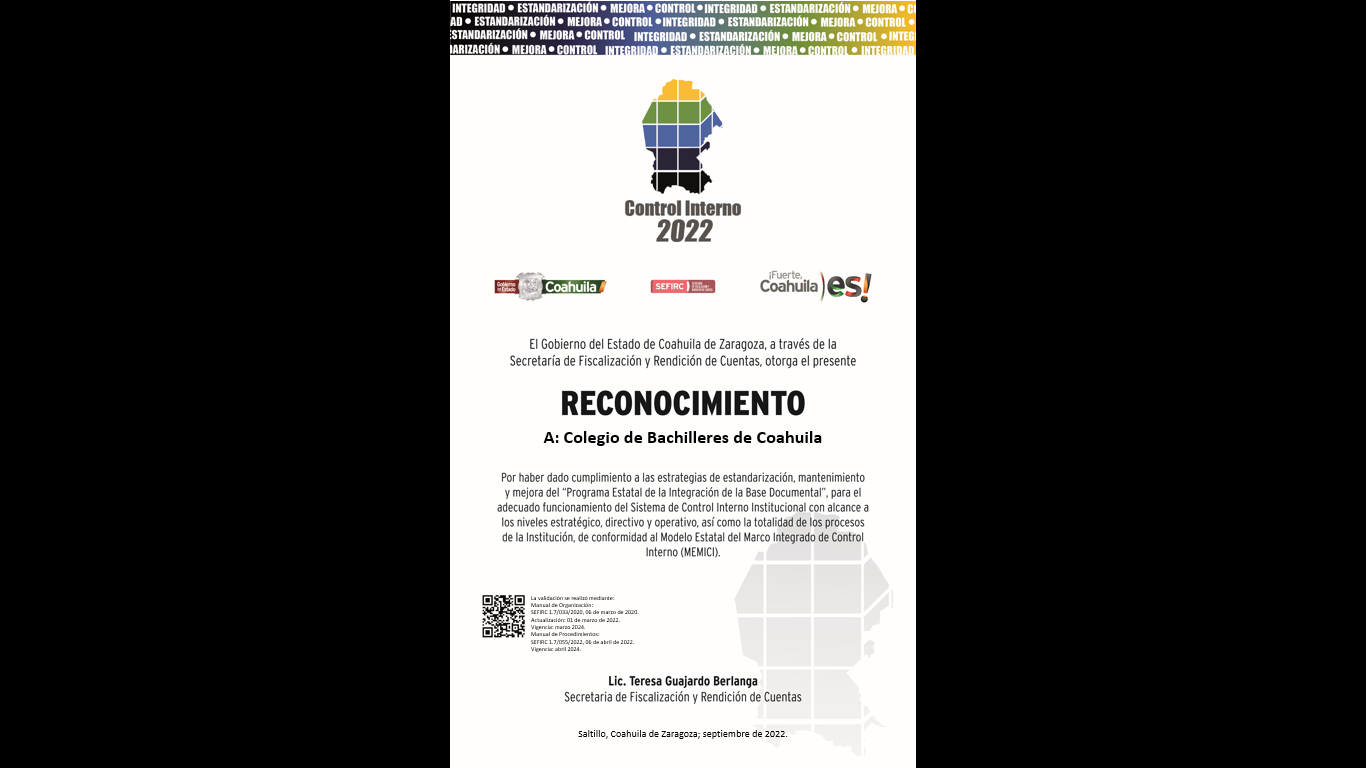 INTEGRIDAD • ESTANDARIZACIÓN • MEJORA • CONTROL • INTEGRIDAD • ESTANDARIZACIÓN • MEJORA • C
AD • ESTANDARIZACIÓN • MEJORA • CONTROL • INTEGRIDAD • ESTANDARIZACIÓN • MEJORA • CONTROL •
ESTANDARIZACIÓN • MEJORA • CONTROL INTEGRIDAD • ESTANDARIZACIÓN • MEJORA • CONTROL • INTEG
DARIZACIÓN • MEJORA • CONTROL INTEGRIDAD • ESTANDARIZACIÓN • MEJORA • CONTROL • INTEGRIDAD
Control Interno
2022
Gobierno del Estado Coahuila
SEFIRC
¡Fuerte, Coahuila es!
El Gobierno del Estado de Coahuila de Zaragoza, a través de la
Secretaría de Fiscalización y Rendición de Cuentas, otorga el presente
RECONOCIMIENTO
A: Colegio de Bachilleres de Coahuila
Por haber dado cumplimiento a las estrategias de estandarización, mantenimiento
y mejora del “Programa Estatal de la Integración de la Base Documental”, para el
adecuado funcionamiento del Sistema de Control Interno Institucional con alcance a
los niveles estratégico, directivo y operativo, así como la totalidad de los procesos
de la Institución, de conformidad al Modelo Estatal del Marco Integrado de Control
Interno (MEMICI).
La validación se realizó mediante:
Manual de Organización:
SEFIRC 1.7/033/2020, 06 de marzo de 2020.
Actualización: 01 de marzo de 2022.
Vigencia: marzo 2024.
Manual de Procedimientos:
SEFIRC 1.7/055/2022, 06 de abril de 2022.
Vigencia: abril 2024.
Lic. Teresa Guajardo Berlanga
Secretaria de Fiscalización y Rendición de Cuentas
Saltillo, Coahuila de Zaragoza; septiembre de 2022.